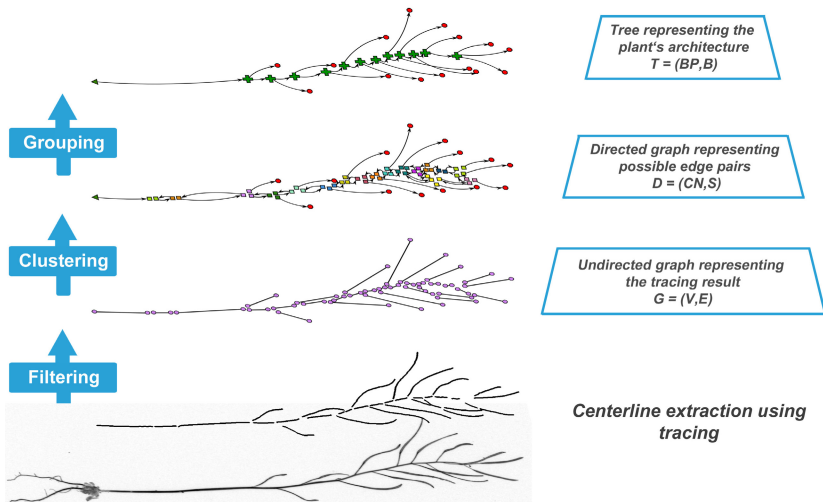 Tree representing the
plant's architecture
T = (BP,B)
Grouping
Directed graph representing
possible edge pairs
D = (CN,S)
Clustering
Undirected graph representing
the tracing result
G = (V,E)
Filtering
Centerline extraction using
tracing